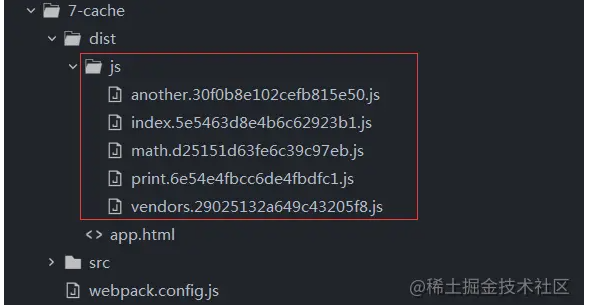 7-cache
dist
js
another.30f0b8e102cefb815e50.js
index.5e5463d8e4b6c62923b1.js
math.d25151d63fe6c39c97eb.js
print.6e54e4fbcc6de4fbdfc1.js
vendors.29025132a649c43205f8.js
<> app.html
src
webpack.config.js
@稀土掘金技术社区